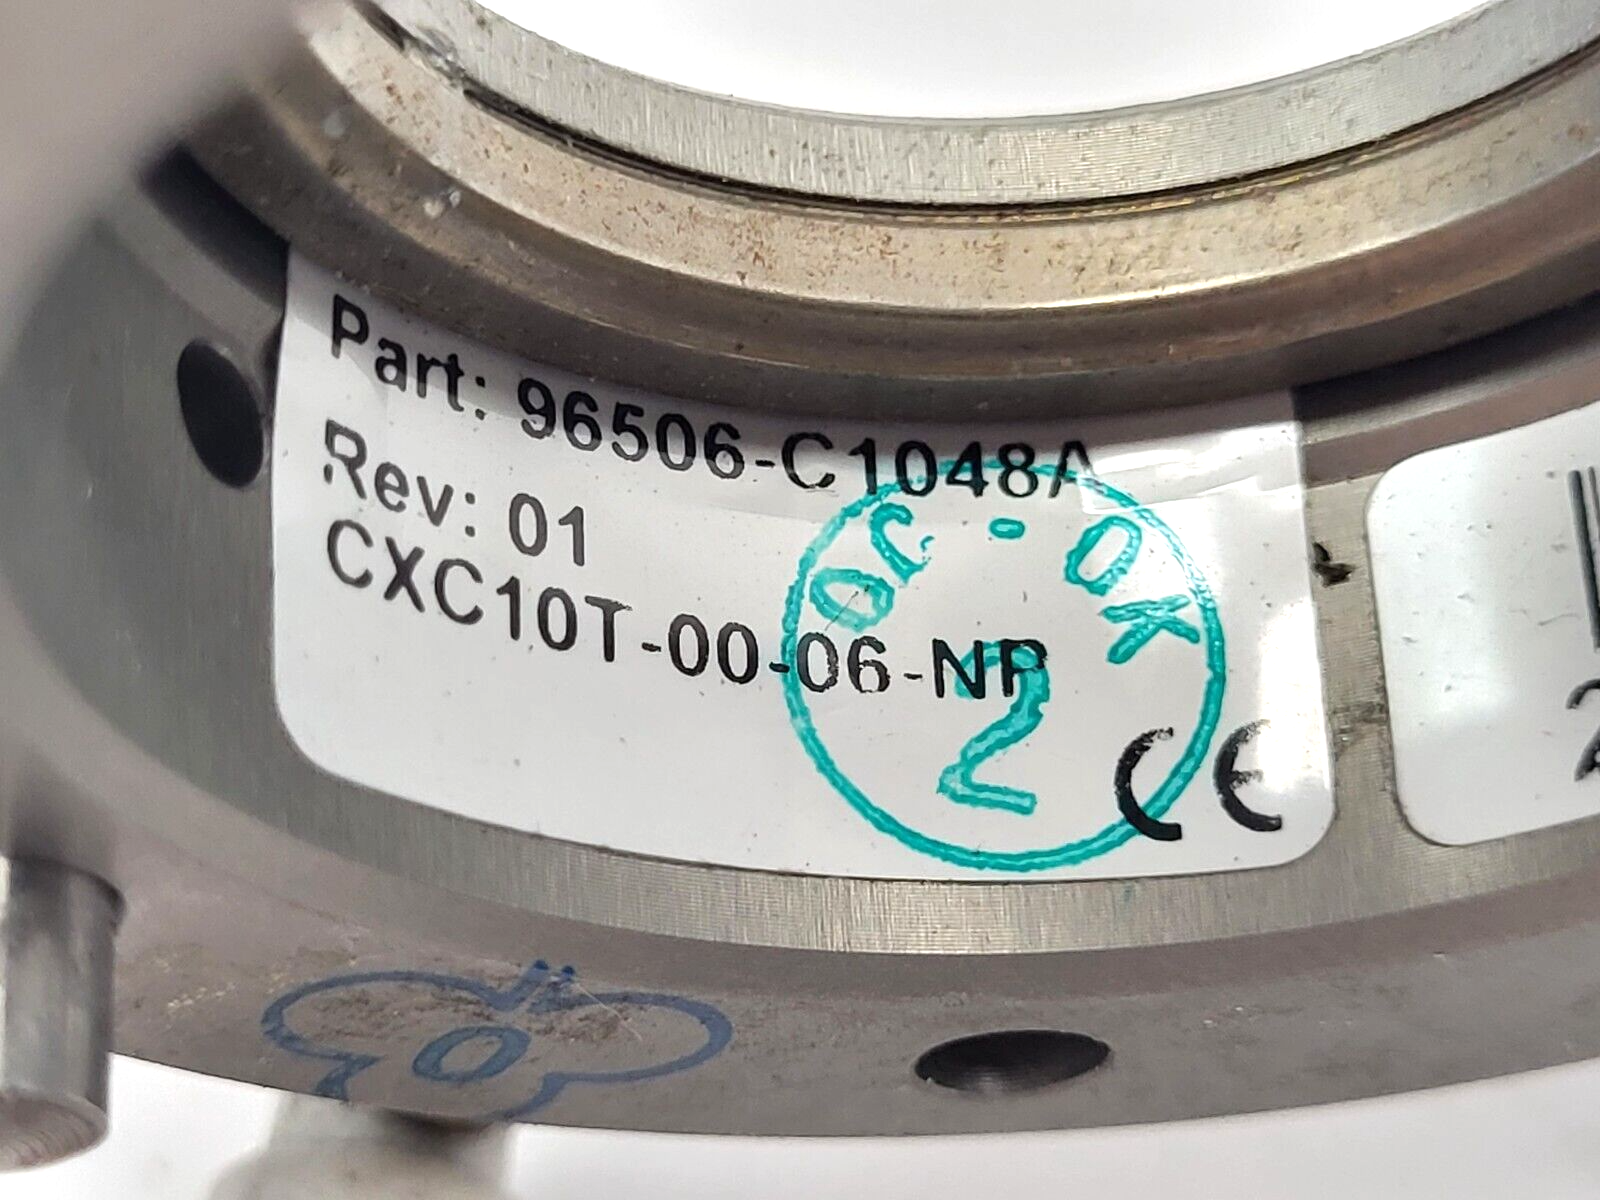 Part: 96506-C1048A
Rev: 01
CXC10T-00-06-NP
QC - OK
2
CE